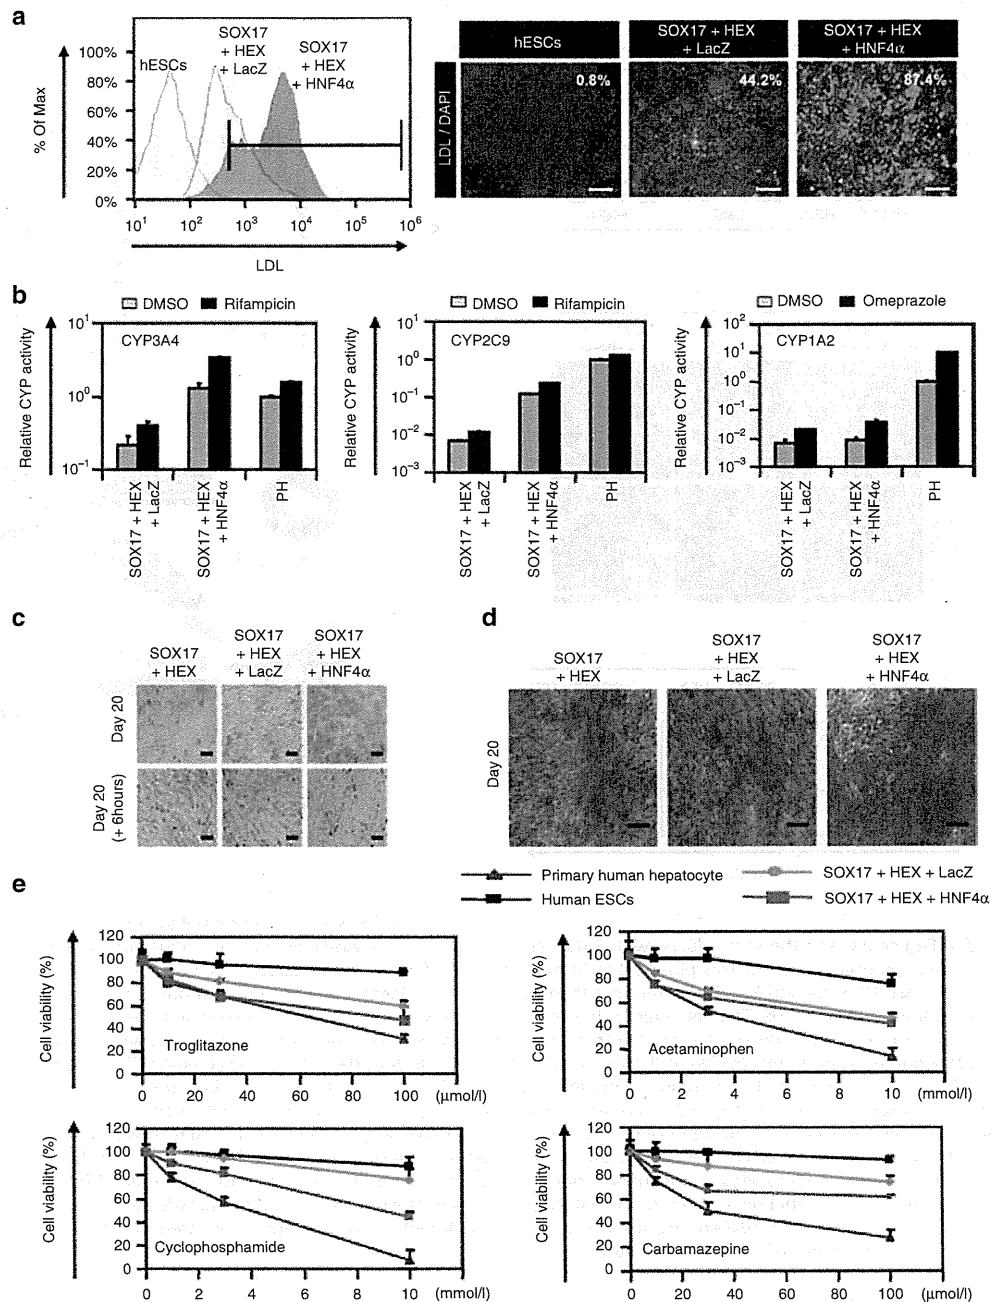 a
SOX17
+ HEX
+ LacZ
SOX17
+ HEX
+ HNF4α
hESCs
% Of Max
100%
80%
60%
40%
20%
0%
10¹ 10² 10³ 10⁴ 10⁵ 10⁶
LDL
hESCs
SOX17 + HEX
+ LacZ
SOX17 + HEX
+ HNF4α
LDL / DAPI
0.8%
44.2%
87.4%
b
DMSO Rifampicin
Relative CYP activity
CYP3A4
10¹
10⁰
10⁻¹
SOX17 + HEX
+ LacZ
SOX17 + HEX
+ HNF4α
PH
DMSO Rifampicin
Relative CYP activity
CYP2C9
10¹
10⁰
10⁻¹
10⁻²
10⁻³
SOX17 + HEX
+ LacZ
SOX17 + HEX
+ HNF4α
PH
DMSO Omeprazole
Relative CYP activity
CYP1A2
10²
10¹
10⁰
10⁻¹
10⁻²
10⁻³
SOX17 + HEX
+ LacZ
SOX17 + HEX
+ HNF4α
PH
c
SOX17
+ HEX
SOX17
+ HEX
+ LacZ
SOX17
+ HEX
+ HNF4α
Day 20
Day 20
(+ 6hours)
d
SOX17
+ HEX
SOX17
+ HEX
+ LacZ
SOX17
+ HEX
+ HNF4α
Day 20
e
Primary human hepatocyte
SOX17 + HEX + LacZ
Human ESCs
SOX17 + HEX + HNF4α
Cell viability (%)
120
100
80
60
40
20
0
Troglitazone
0 20 40 60 80 100 (μmol/l)
Cell viability (%)
120
100
80
60
40
20
0
Acetaminophen
0 2 4 6 8 10 (mmol/l)
Cell viability (%)
120
100
80
60
40
20
0
Cyclophosphamide
0 2 4 6 8 10 (mmol/l)
Cell viability (%)
120
100
80
60
40
20
0
Carbamazepine
0 20 40 60 80 100 (μmol/l)